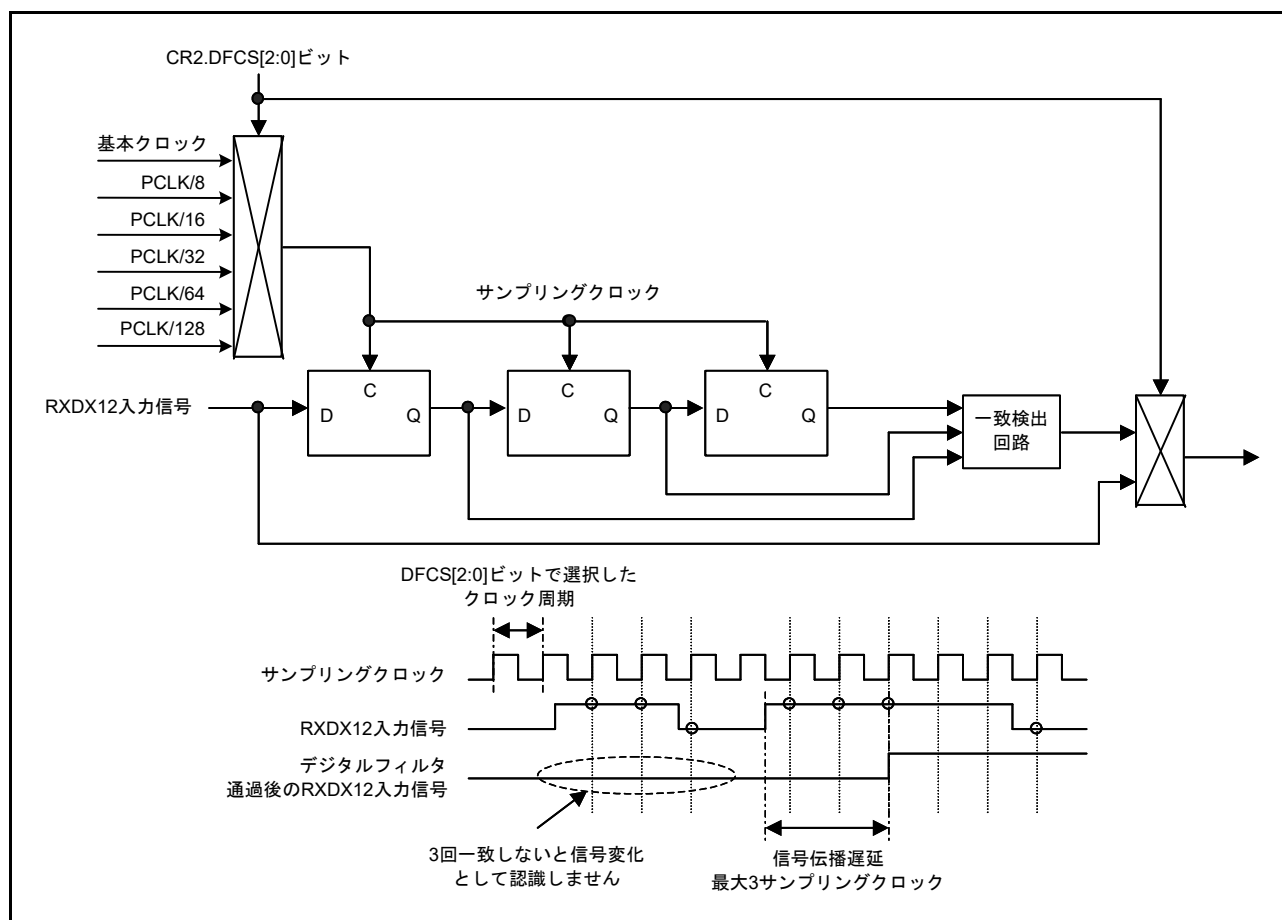 CR2.DFCS[2:0]ビット
基本クロック
PCLK/8
PCLK/16
PCLK/32
PCLK/64
PCLK/128
サンプリングクロック
RXDX12入力信号
C
D
Q
C
D
Q
C
D
Q
一致検出
回路
DFCS[2:0]ビットで選択した
クロック周期
サンプリングクロック
RXDX12入力信号
デジタルフィルタ
通過後のRXDX12入力信号
3回一致しないと信号変化
として認識しません
信号伝播遅延
最大3サンプリングクロック